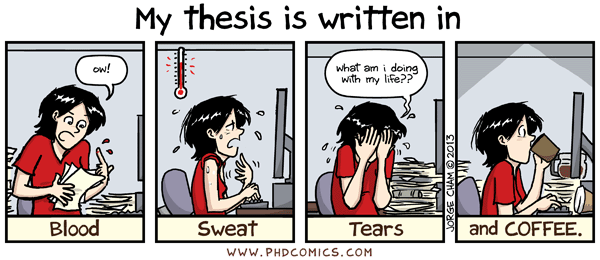 My thesis is written in
ow!
what am i doing
with my life??
JORGE CHAM © 2013
Blood
Sweat
Tears
and COFFEE.
WWW.PHDCOMICS.COM